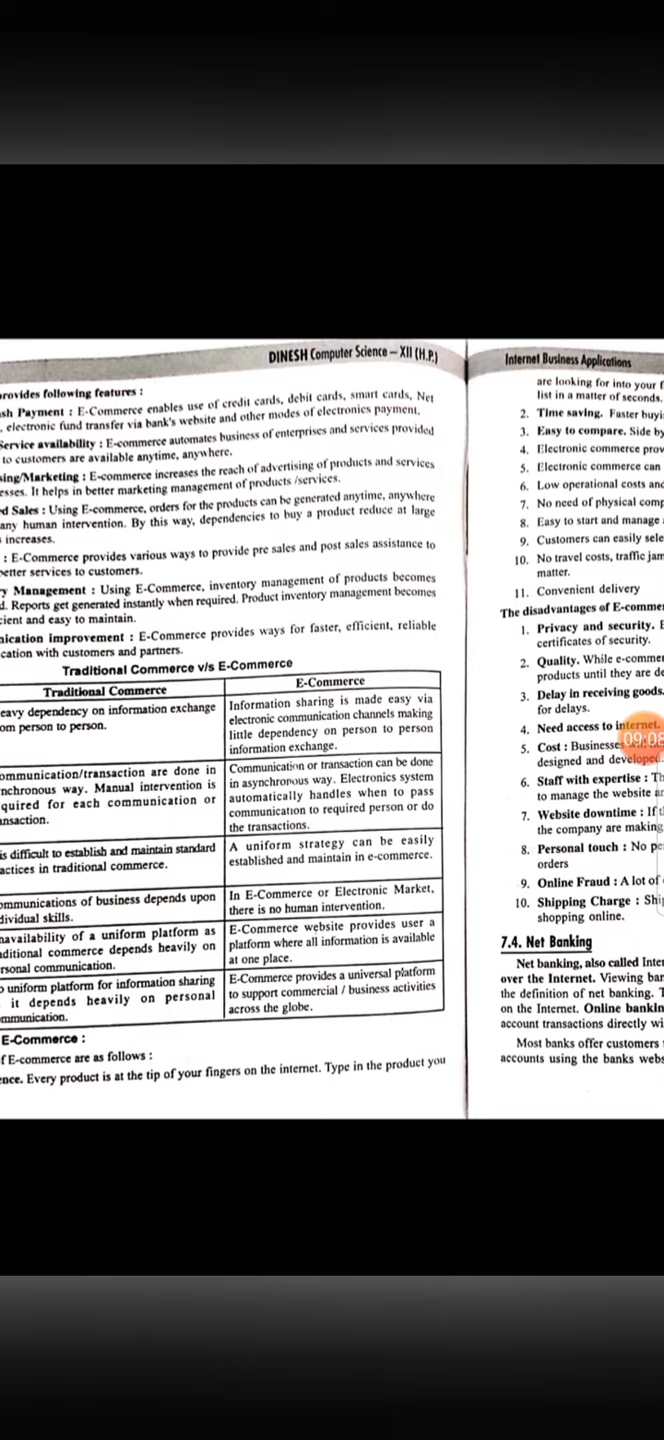 DINESH Computer Science – XII (H.P.)
provides following features :
sh Payment : E-Commerce enables use of credit cards, debit cards, smart cards, Net
, electronic fund transfer via bank's website and other modes of electronics payment.
Service availability : E-commerce automates business of enterprises and services provided
to customers are available anytime, anywhere.
sing/Marketing : E-commerce increases the reach of advertising of products and services
esses. It helps in better marketing management of products /services.
d Sales : Using E-Commerce, orders for the products can be generated anytime, anywhere
any human intervention. By this way, dependencies to buy a product reduce at large
increases.
: E-Commerce provides various ways to provide pre sales and post sales assistance to
better services to customers.
ry Management : Using E-Commerce, inventory management of products becomes
d. Reports get generated instantly when required. Product inventory management becomes
cient and easy to maintain.
nication improvement : E-Commerce provides ways for faster, efficient, reliable
cation with customers and partners.
Traditional Commerce v/s E-Commerce
Traditional Commerce
E-Commerce
eavy dependency on information exchange
om person to person.
Information sharing is made easy via
electronic communication channels making
little dependency on person to person
information exchange.
ommunication/transaction are done in
nchronous way. Manual intervention is
quired for each communication or
nsaction.
Communication or transaction can be done
in asynchronous way. Electronics system
automatically handles when to pass
communication to required person or do
the transactions.
is difficult to establish and maintain standard
actices in traditional commerce.
A uniform strategy can be easily
established and maintain in e-commerce.
ommunications of business depends upon
dividual skills.
In E-Commerce or Electronic Market,
there is no human intervention.
navailability of a uniform platform as
aditional commerce depends heavily on
rsonal communication.
E-Commerce website provides user a
platform where all information is available
at one place.
o uniform platform for information sharing
it depends heavily on personal
mmunication.
E-Commerce provides a universal platform
to support commercial / business activities
across the globe.
E-Commerce :
of E-commerce are as follows :
ence. Every product is at the tip of your fingers on the internet. Type in the product you
Internet Business Applications
are looking for into your f
list in a matter of seconds.
2. Time saving. Faster buyi
3. Easy to compare. Side by
4. Electronic commerce prov
5. Electronic commerce can
6. Low operational costs and
7. No need of physical comp
8. Easy to start and manage
9. Customers can easily sele
10. No travel costs, traffic jam
matter.
11. Convenient delivery
The disadvantages of E-commer
1. Privacy and security. E
certificates of security.
2. Quality. While e-commer
products until they are de
3. Delay in receiving goods.
for delays.
4. Need access to internet.
09:08
5. Cost : Businesses
designed and developed.
6. Staff with expertise : Th
to manage the website an
7. Website downtime : If t
the company are making
8. Personal touch : No pe
orders
9. Online Fraud : A lot of
10. Shipping Charge : Ship
shopping online.
7.4. Net Banking
Net banking, also called Inter
over the Internet. Viewing ban
the definition of net banking. T
on the Internet. Online bankin
account transactions directly wi
Most banks offer customers
accounts using the banks webs